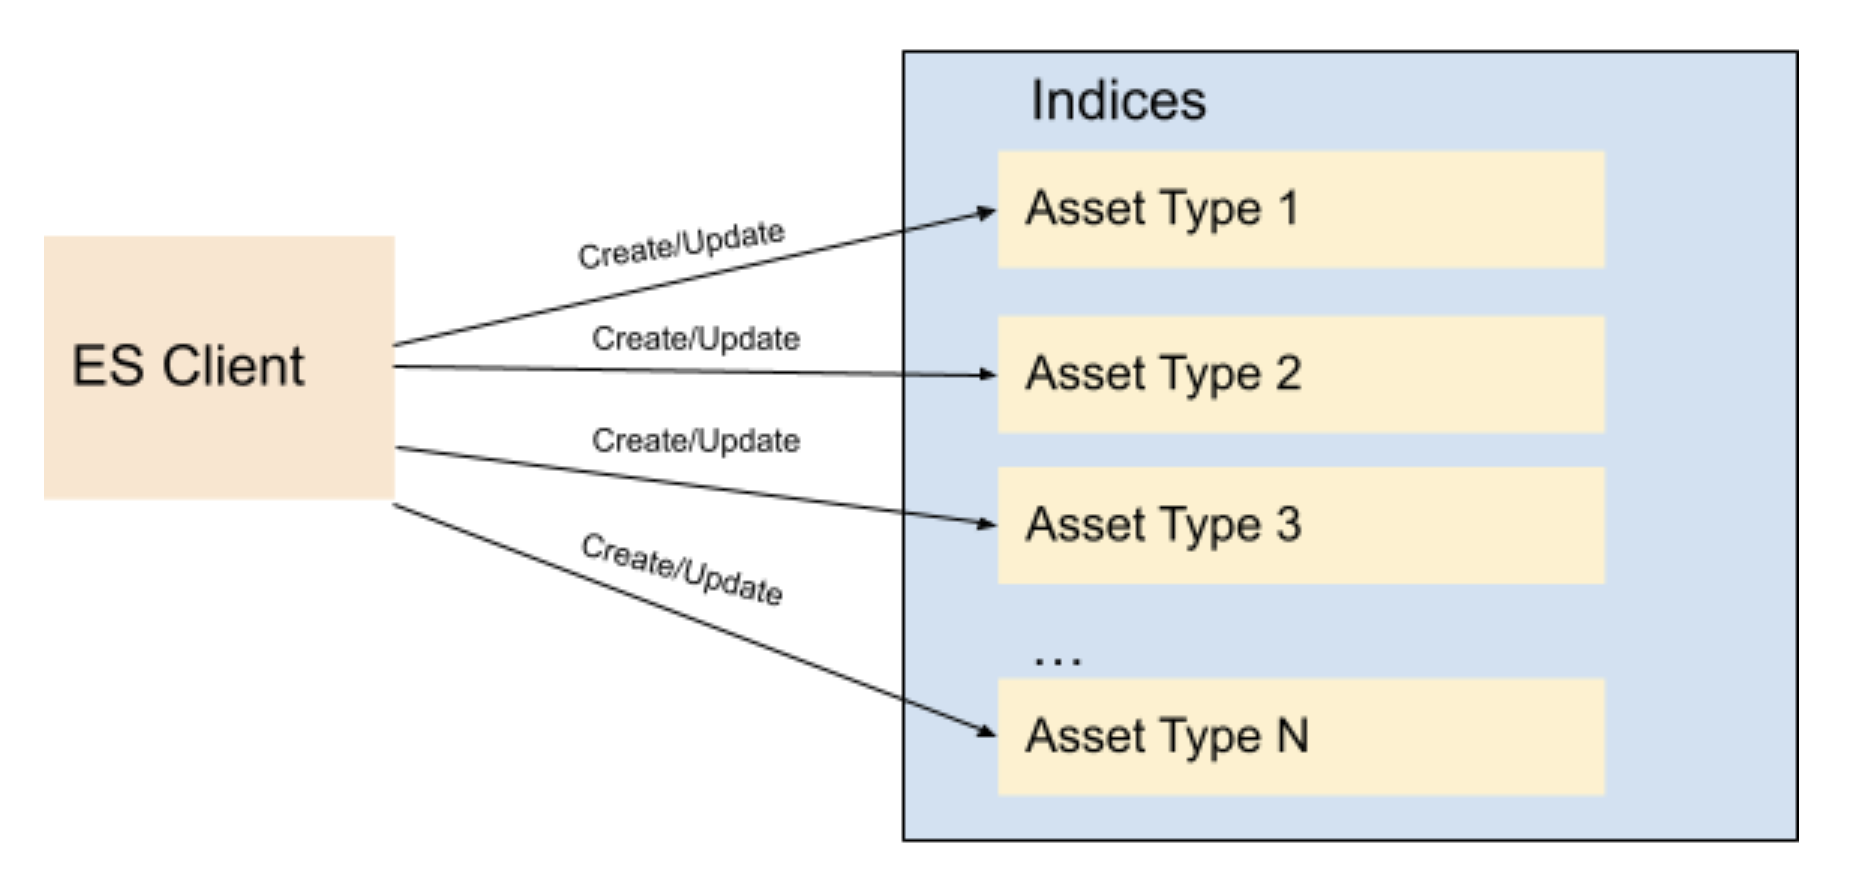 ES Client
Create/Update
Create/Update
Create/Update
Create/Update
Indices
Asset Type 1
Asset Type 2
Asset Type 3
…
Asset Type N